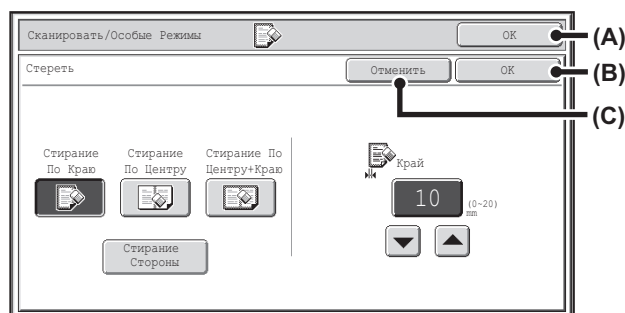 Сканировать/Особые Режимы
OK
(A)
Стереть
Отменить
OK
(B)
(C)
Стирание
По Краю
Стирание
По Центру
Стирание По
Центру+Краю
Край
10
(0~20)
mm
Стирание
Стороны